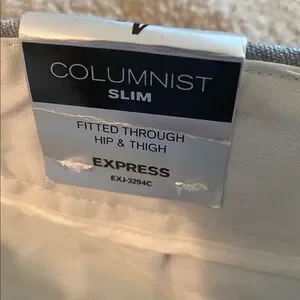 COLUMNIST
SLIM
FITTED THROUGH
HIP & THIGH
EXPRESS
EXJ-3294C